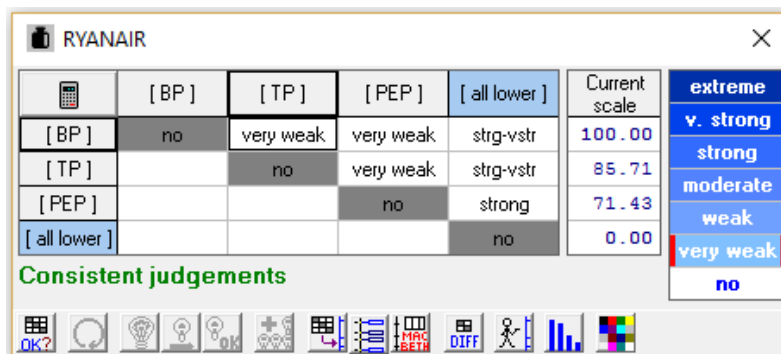 RYANAIR
[ BP ] [ TP ] [ PEP ] [ all lower ] Current scale
[ BP ] no very weak very weak strg-vstr 100.00
[ TP ] no very weak strg-vstr 85.71
[ PEP ] no strong 71.43
[ all lower ] no 0.00
extreme
v. strong
strong
moderate
weak
very weak
no
Consistent judgements
OK? OK MAC BETH DIFF